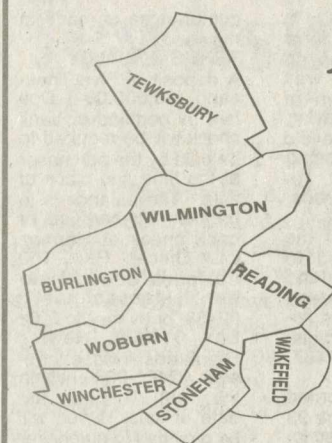 TEWKSBURY
WILMINGTON
BURLINGTON
READING
WOBURN
WAKEFIELD
STONEHAM
WINCHESTER